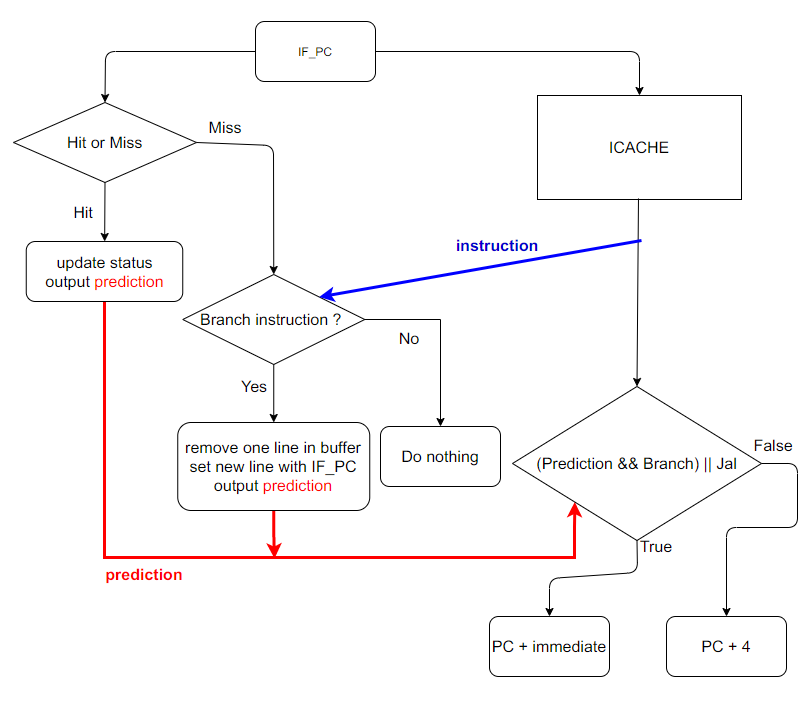 IF_PC
Miss
Hit or Miss
ICACHE
Hit
instruction
update status
output prediction
Branch instruction ?
No
Yes
remove one line in buffer
set new line with IF_PC
output prediction
Do nothing
False
(Prediction && Branch) || Jal
True
prediction
PC + immediate
PC + 4